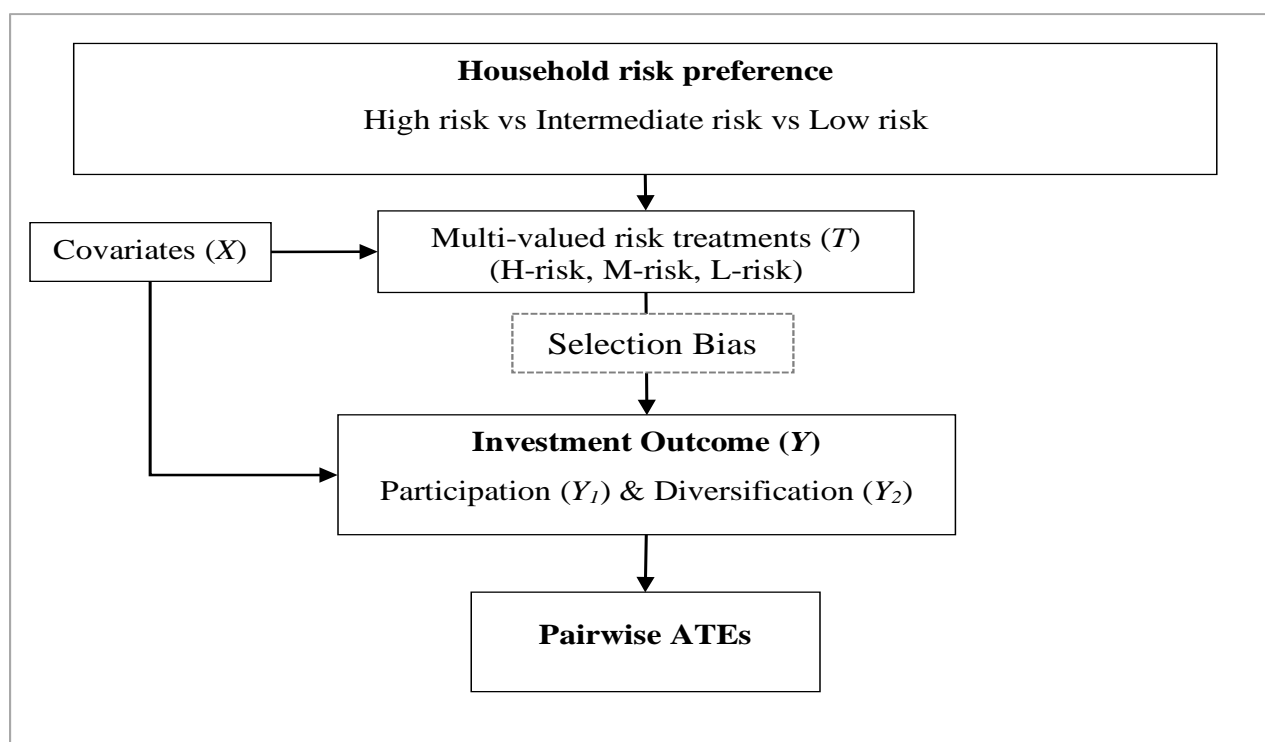 Household risk preference
High risk vs Intermediate risk vs Low risk
Covariates (X)
Multi-valued risk treatments (T)
(H-risk, M-risk, L-risk)
Selection Bias
Investment Outcome (Y)
Participation (Y₁) & Diversification (Y₂)
Pairwise ATEs